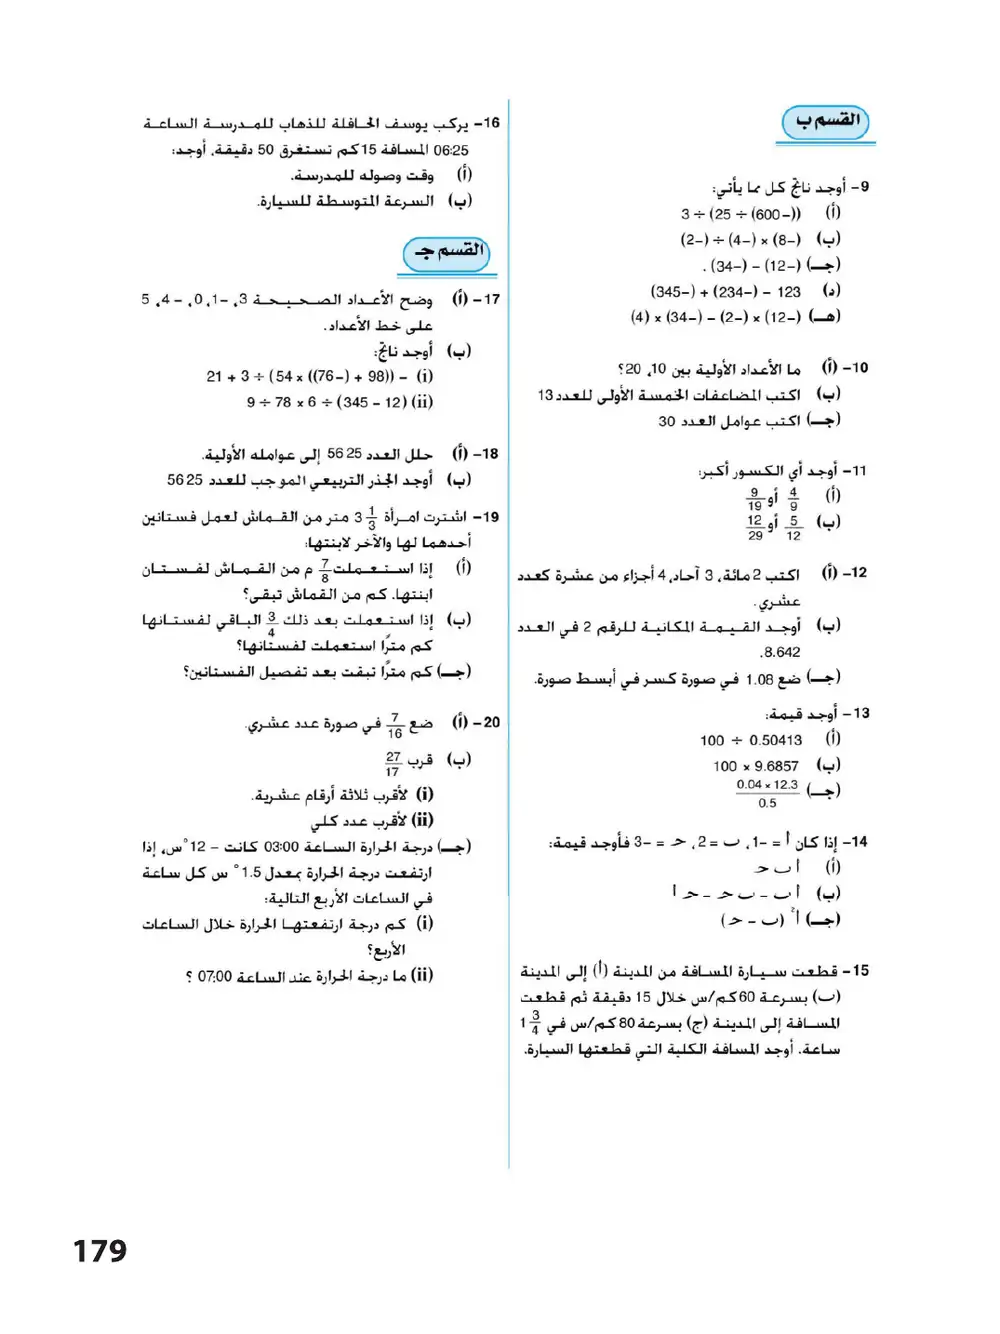 القسم ب
9- أوجد ناتج كل مما يأتي:
(أ) ((-600) ÷ 25) ÷ 3
(ب) (-8) × (-4) ÷ (-2)
(جـ) (-12) - (-34) .
(د) 123 - (-234) + (-345)
(هـ) (-12) × (-2) - (-34) × (4)
10- (أ) ما الأعداد الأولية بين 10، 20؟
(ب) اكتب المضاعفات الخمسة الأولى للعدد 13
(جـ) اكتب عوامل العدد 30
11- أوجد أي الكسور أكبر:
(أ) 4/9 أو 9/19
(ب) 5/12 أو 12/29
12- (أ) اكتب 2 مائة، 3 آحاد، 4 أجزاء من عشرة كعدد
عشري.
(ب) أوجد القيمة المكانية للرقم 2 في العدد
8.642.
(جـ) ضع 1.08 في صورة كسر في أبسط صورة.
13- أوجد قيمة:
(أ) 0.50413 ÷ 100
(ب) 9.6857 × 100
(جـ) 12.3 × 0.04 / 0.5
14- إذا كان أ = -1، ب = 2، حـ = -3 فأوجد قيمة:
(أ) أ ب حـ
(ب) أ ب - ب حـ - حـ أ
(جـ) أ² (ب - حـ)
15- قطعت سيارة المسافة من المدينة (أ) إلى المدينة
(ب) بسرعة 60 كم/س خلال 15 دقيقة ثم قطعت
المسافة إلى المدينة (ج) بسرعة 80 كم/س في 1 3/4
ساعة. أوجد المسافة الكلية التي قطعتها السيارة.
16- يركب يوسف الحافلة للذهاب للمدرسة الساعة
06:25 المسافة 15 كم تستغرق 50 دقيقة، أوجد:
(أ) وقت وصوله للمدرسة.
(ب) السرعة المتوسطة للسيارة.
القسم جـ
17- (أ) وضح الأعداد الصحيحة 3، -1، 0، -4، 5
على خط الأعداد.
(ب) أوجد ناتج:
(i) - ((98 + (-76)) × 54) ÷ 3 + 21
(ii) (12 - 345) ÷ 6 × 78 ÷ 9
18- (أ) حلل العدد 5625 إلى عوامله الأولية.
(ب) أوجد الجذر التربيعي الموجب للعدد 5625
19- اشترت امرأة 3 1/3 متر من القماش لعمل فستانين
أحدهما لها والآخر لابنتها:
(أ) إذا استعملت 7/8 م من القماش لفستان
ابنتها. كم من القماش تبقى؟
(ب) إذا استعملت بعد ذلك 3/4 الباقي لفستانها
كم مترًا استعملت لفستانها؟
(جـ) كم مترًا تبقت بعد تفصيل الفستانين؟
20- (أ) ضع 7/16 في صورة عدد عشري.
(ب) قرب 27/17
(i) لأقرب ثلاثة أرقام عشرية.
(ii) لأقرب عدد كلي
(جـ) درجة الحرارة الساعة 03:00 كانت - 12°س، إذا
ارتفعت درجة الحرارة بمعدل 1.5° س كل ساعة
في الساعات الأربع التالية:
(i) كم درجة ارتفعتها الحرارة خلال الساعات
الأربع؟
(ii) ما درجة الحرارة عند الساعة 07:00 ؟
179